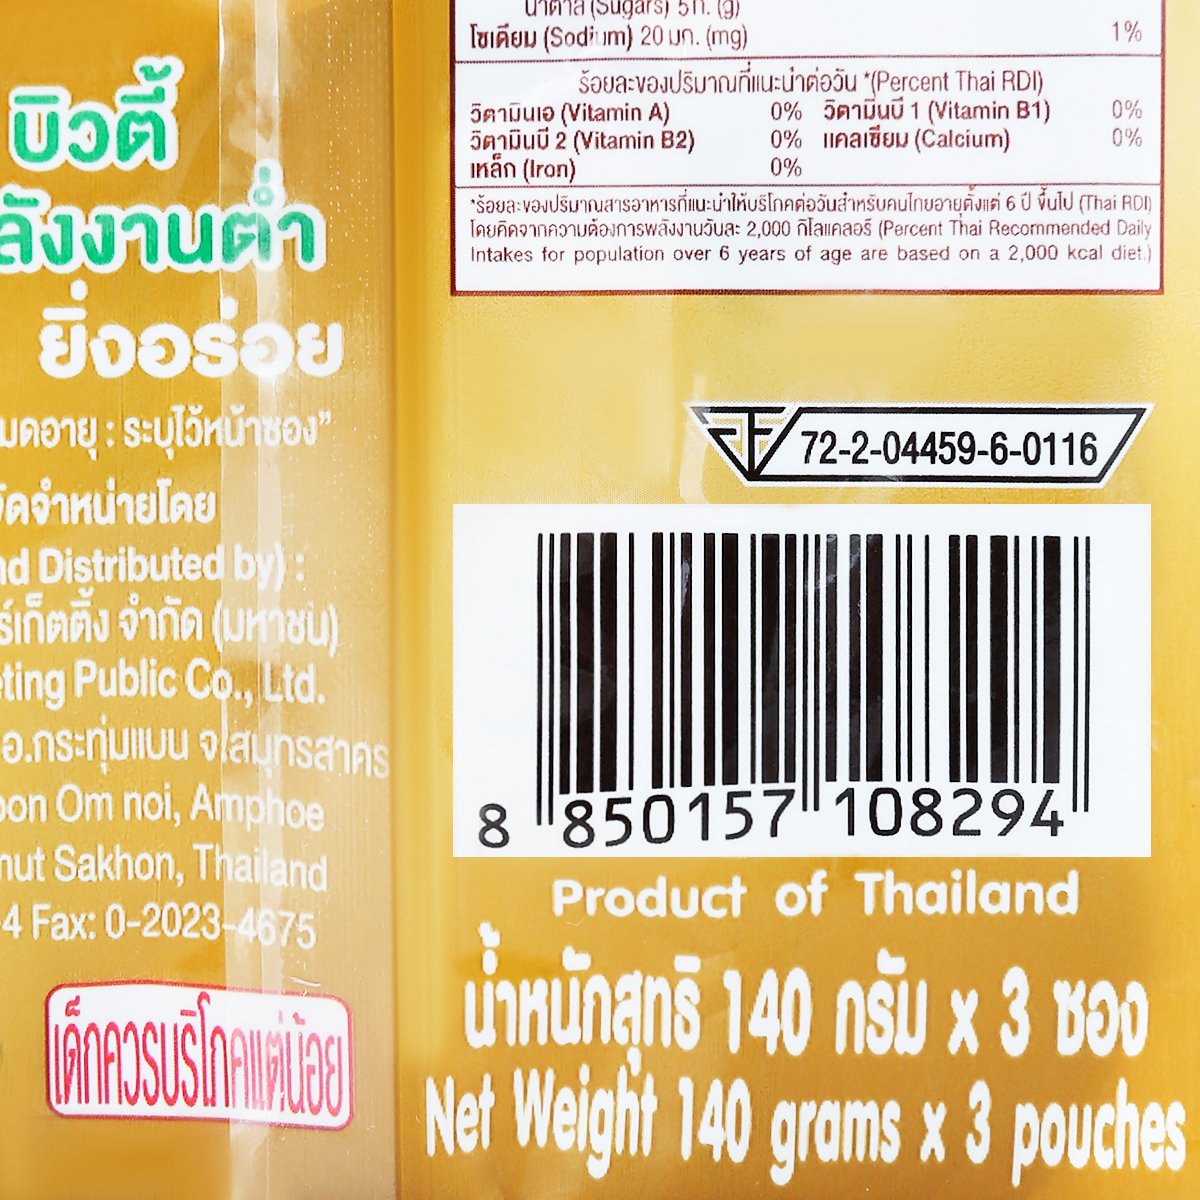 บิวตี้
ลังงานต่ำ
ยิ่งอร่อย
มดอายุ : ระบุไว้หน้าซอง”
จัดจำหน่ายโดย
nd Distributed by) :
ร์เก็ตติ้ง จำกัด (มหาชน)
eting Public Co., Ltd.
อ.กระทุ่มแบน จ.สมุทรสาคร
oon Om noi, Amphoe
nut Sakhon, Thailand
-4 Fax: 0-2023-4675
เด็กควรบริโภคแต่น้อย
น้ำตาล (Sugars) 5 ก. (g)
โซเดียม (Sodium) 20 มก. (mg) 1%
ร้อยละของปริมาณที่แนะนำต่อวัน *(Percent Thai RDI)
วิตามินเอ (Vitamin A) 0% วิตามินบี 1 (Vitamin B1) 0%
วิตามินบี 2 (Vitamin B2) 0% แคลเซียม (Calcium) 0%
เหล็ก (Iron) 0%
*ร้อยละของปริมาณสารอาหารที่แนะนำให้บริโภคต่อวันสำหรับคนไทยอายุตั้งแต่ 6 ปี ขึ้นไป (Thai RDI)
โดยคิดจากความต้องการพลังงานวันละ 2,000 กิโลแคลอรี (Percent Thai Recommended Daily
Intakes for population over 6 years of age are based on a 2,000 kcal diet.)
72-2-04459-6-0116
8 850157 108294
Product of Thailand
น้ำหนักสุทธิ 140 กรัม x 3 ซอง
Net Weight 140 grams x 3 pouches